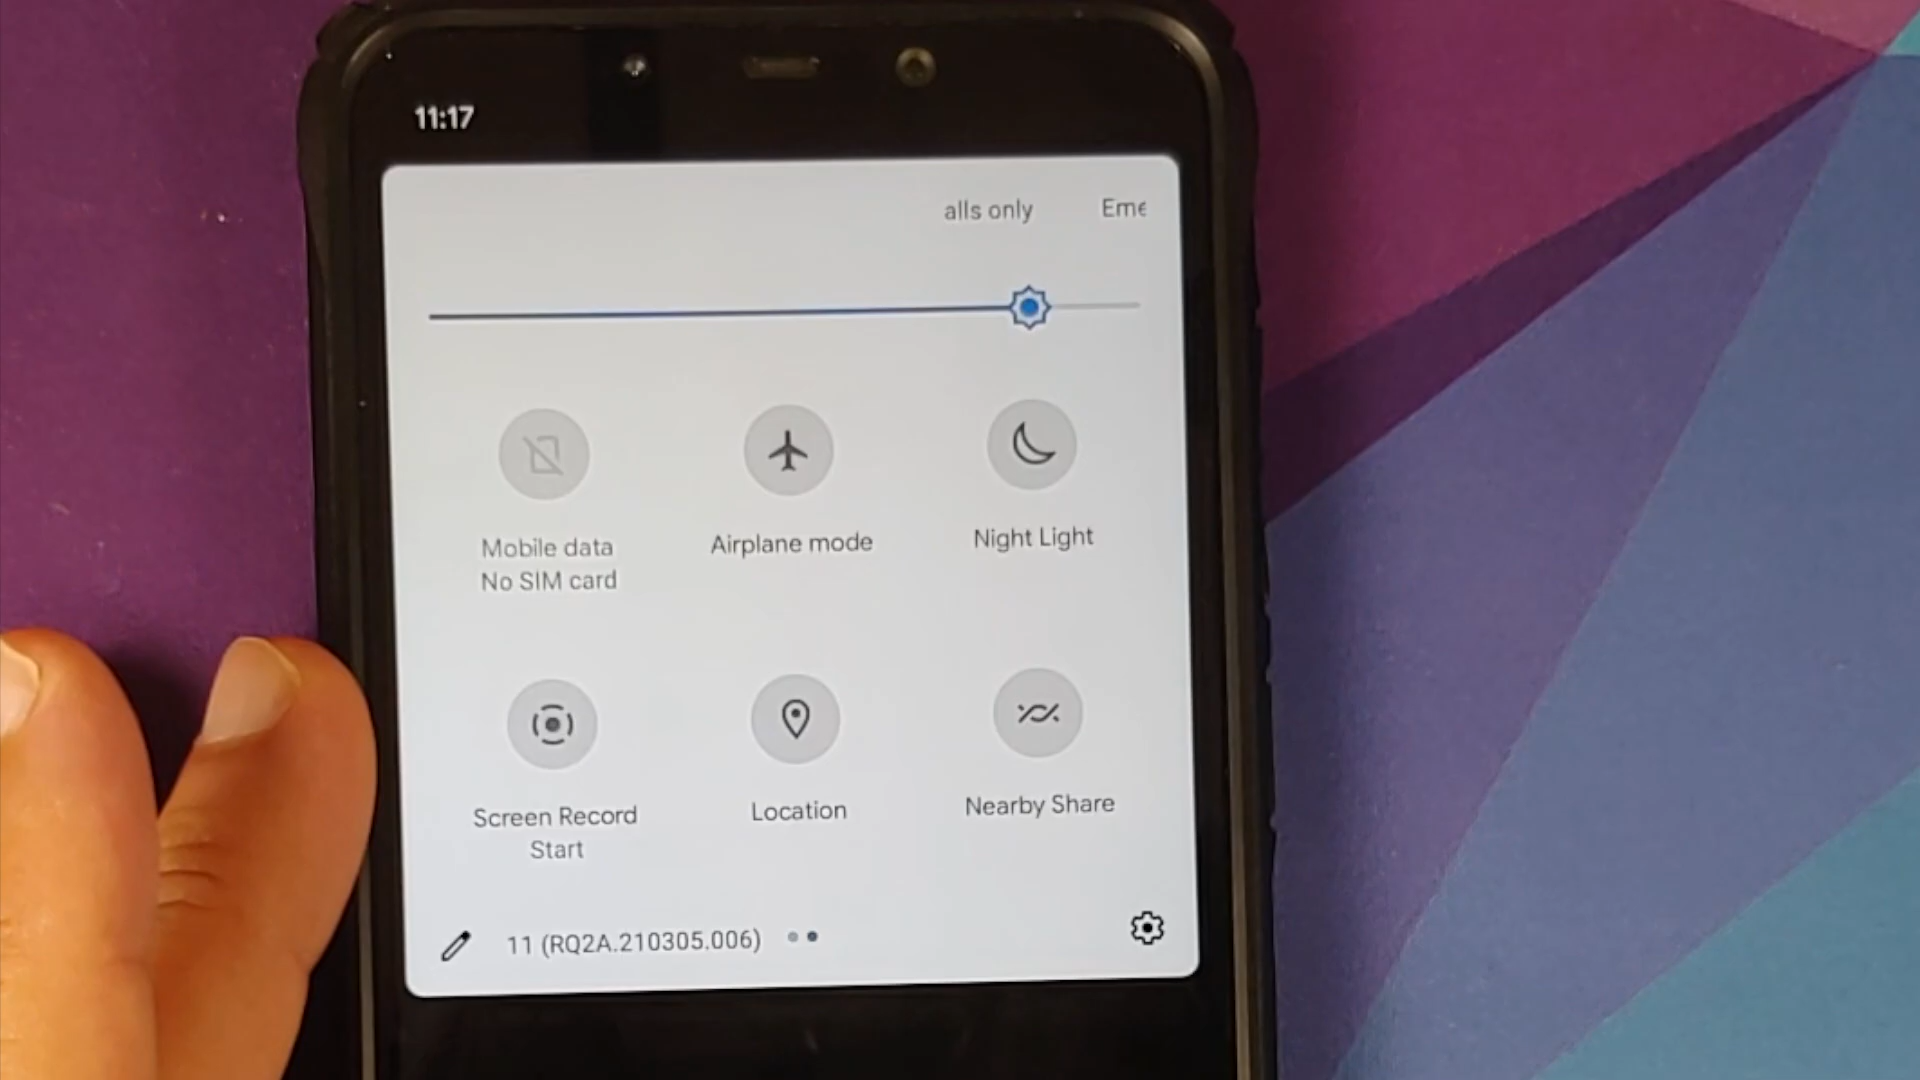 11:17
alls only Eme
Mobile data
No SIM card
Airplane mode
Night Light
Screen Record
Start
Location
Nearby Share
11 (RQ2A.210305.006)